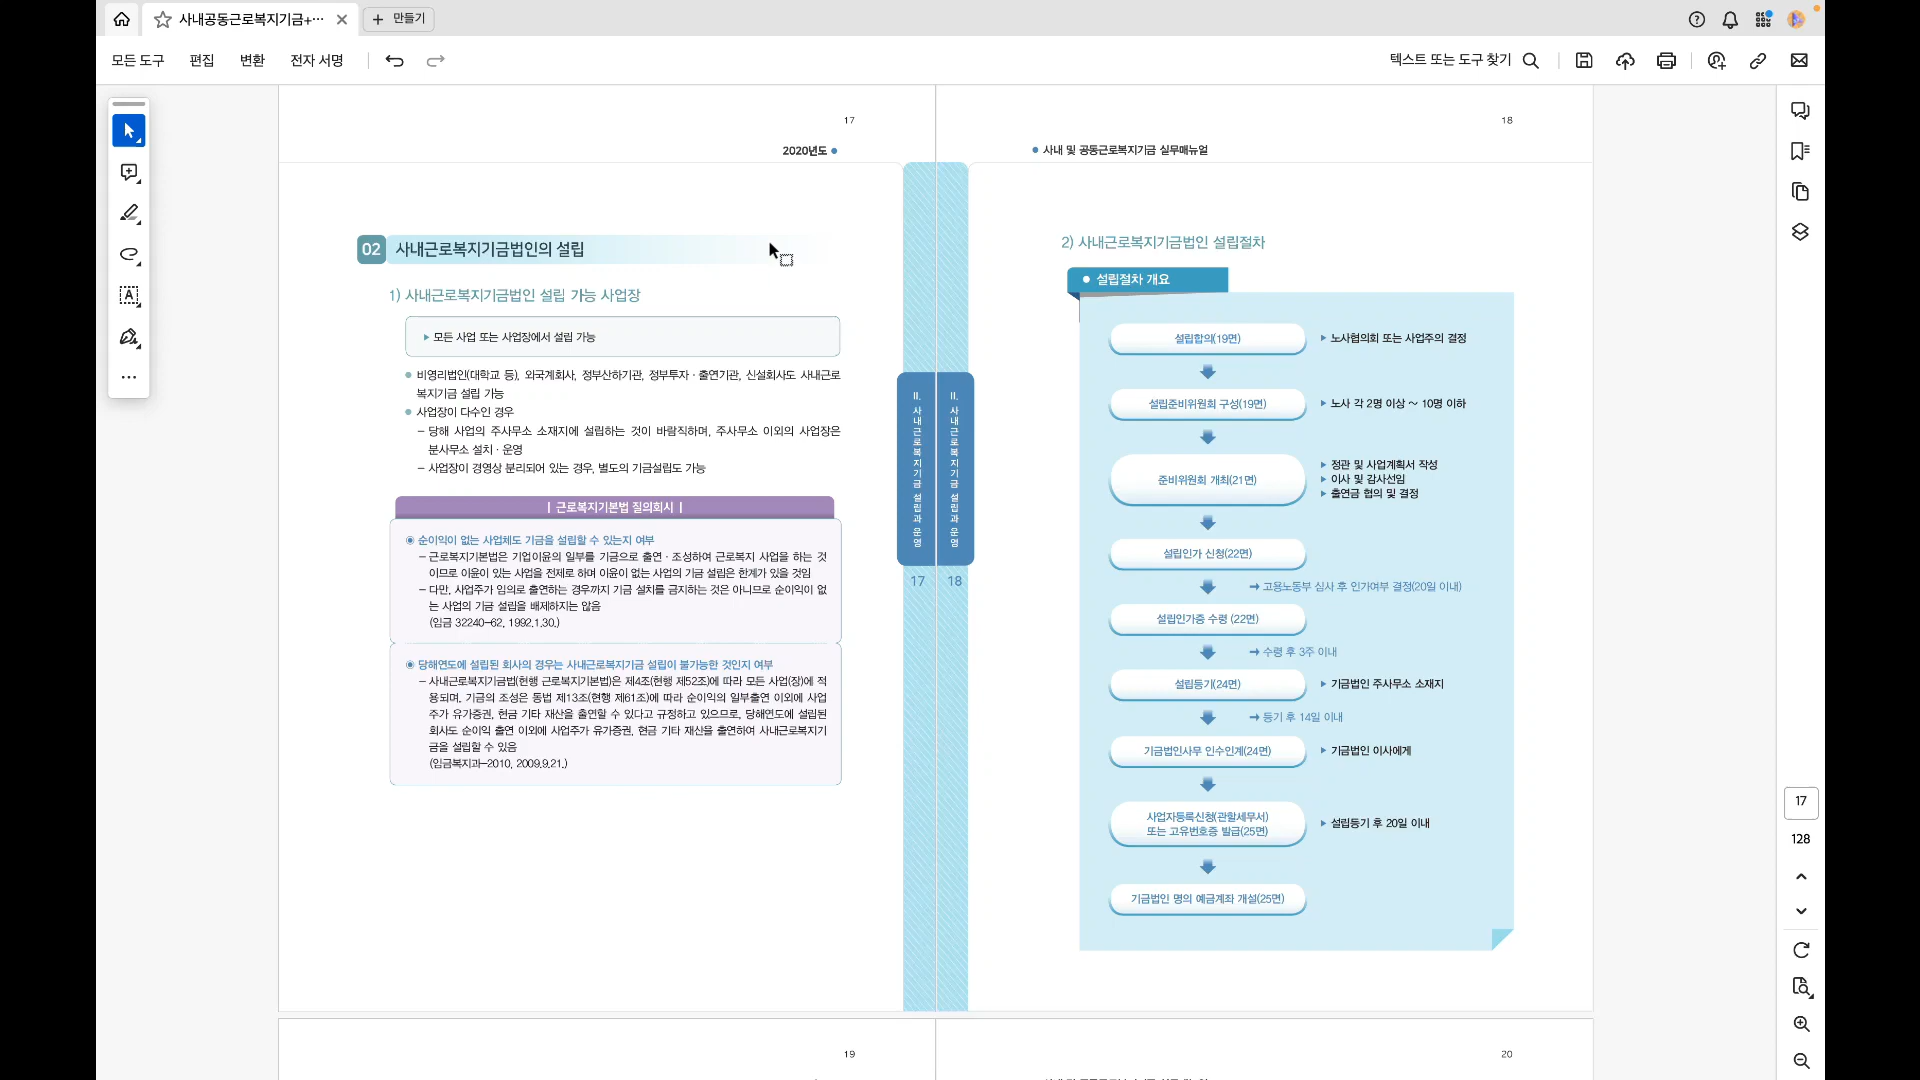 사내공동근로복지기금+···
만들기
모든 도구 편집 변환 전자 서명
텍스트 또는 도구 찾기
17
2020년도 ●
02 사내근로복지기금법인의 설립
1) 사내근로복지기금법인 설립 가능 사업장
▶ 모든 사업 또는 사업장에서 설립 가능
● 비영리법인(대학교 등), 외국계회사, 정부산하기관, 정부투자·출연기관, 신설회사도 사내근로
복지기금 설립 가능
● 사업장이 다수인 경우
– 당해 사업의 주사무소 소재지에 설립하는 것이 바람직하며, 주사무소 이외의 사업장은
분사무소 설치·운영
– 사업장이 경영상 분리되어 있는 경우, 별도의 기금설립도 가능
| 근로복지기본법 질의회시 |
◉ 순이익이 없는 사업체도 기금을 설립할 수 있는지 여부
– 근로복지기본법은 기업이윤의 일부를 기금으로 출연·조성하여 근로복지 사업을 하는 것
이므로 이윤이 있는 사업을 전제로 하며 이윤이 없는 사업의 기금 설립은 한계가 있을 것임
– 다만, 사업주가 임의로 출연하는 경우까지 기금 설치를 금지하는 것은 아니므로 순이익이 없
는 사업의 기금 설립을 배제하지는 않음
(임금 32240-62, 1992.1.30.)
◉ 당해연도에 설립된 회사의 경우는 사내근로복지기금 설립이 불가능한 것인지 여부
– 사내근로복지기금법(현행 근로복지기본법)은 제4조(현행 제52조)에 따라 모든 사업(장)에 적
용되며, 기금의 조성은 동법 제13조(현행 제61조)에 따라 순이익의 일부출연 이외에 사업
주가 유가증권, 현금 기타 재산을 출연할 수 있다고 규정하고 있으므로, 당해연도에 설립된
회사도 순이익 출연 이외에 사업주가 유가증권, 현금 기타 재산을 출연하여 사내근로복지기
금을 설립할 수 있음
(임금복지과-2010, 2009.9.21.)
Ⅱ. 사내근로복지기금 설립과 운영
17
18
● 사내 및 공동근로복지기금 실무매뉴얼
Ⅱ. 사내근로복지기금 설립과 운영
18
2) 사내근로복지기금법인 설립절차
● 설립절차 개요
설립합의(19면) ▶ 노사협의회 또는 사업주의 결정
설립준비위원회 구성(19면) ▶ 노사 각 2명 이상 ~ 10명 이하
▶ 정관 및 사업계획서 작성
준비위원회 개최(21면) ▶ 이사 및 감사선임
▶ 출연금 협의 및 결정
설립인가 신청(22면)
➞ 고용노동부 심사 후 인가여부 결정(20일 이내)
설립인가증 수령 (22면)
➞ 수령 후 3주 이내
설립등기(24면) ▶ 기금법인 주사무소 소재지
➞ 등기 후 14일 이내
기금법인사무 인수인계(24면) ▶ 기금법인 이사에게
사업자등록신청(관할세무서)
또는 고유번호증 발급(25면) ▶ 설립등기 후 20일 이내
기금법인 명의 예금계좌 개설(25면)
17
128
19
20